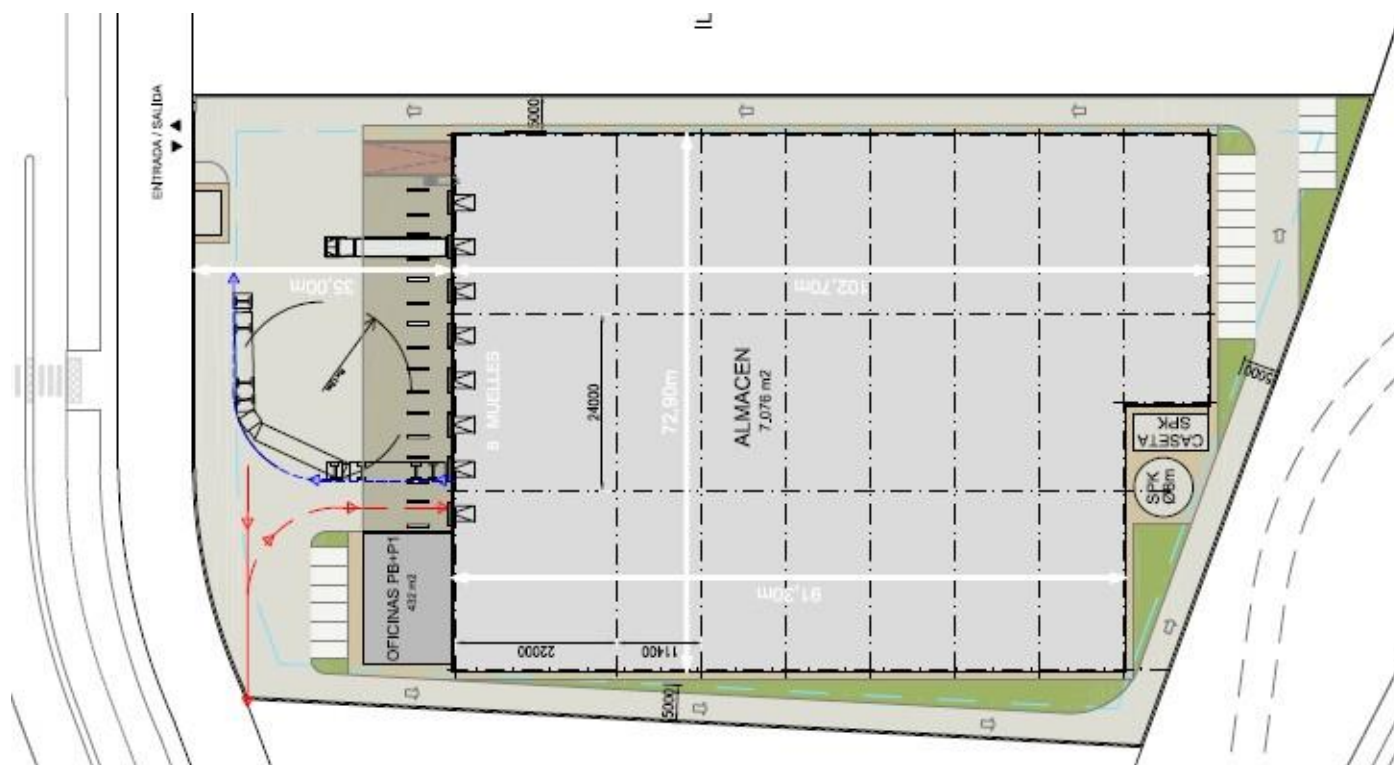 ENTRADA / SALIDA
5000
35,00m
102,70m
8 MUELLES
24000
72,90m
ALMACEN
7,076 m2
5000
CASETA
SPK
SPK
Ø8m
OFICINAS PB+P1
432 m2
91,30m
22000
11400
5000